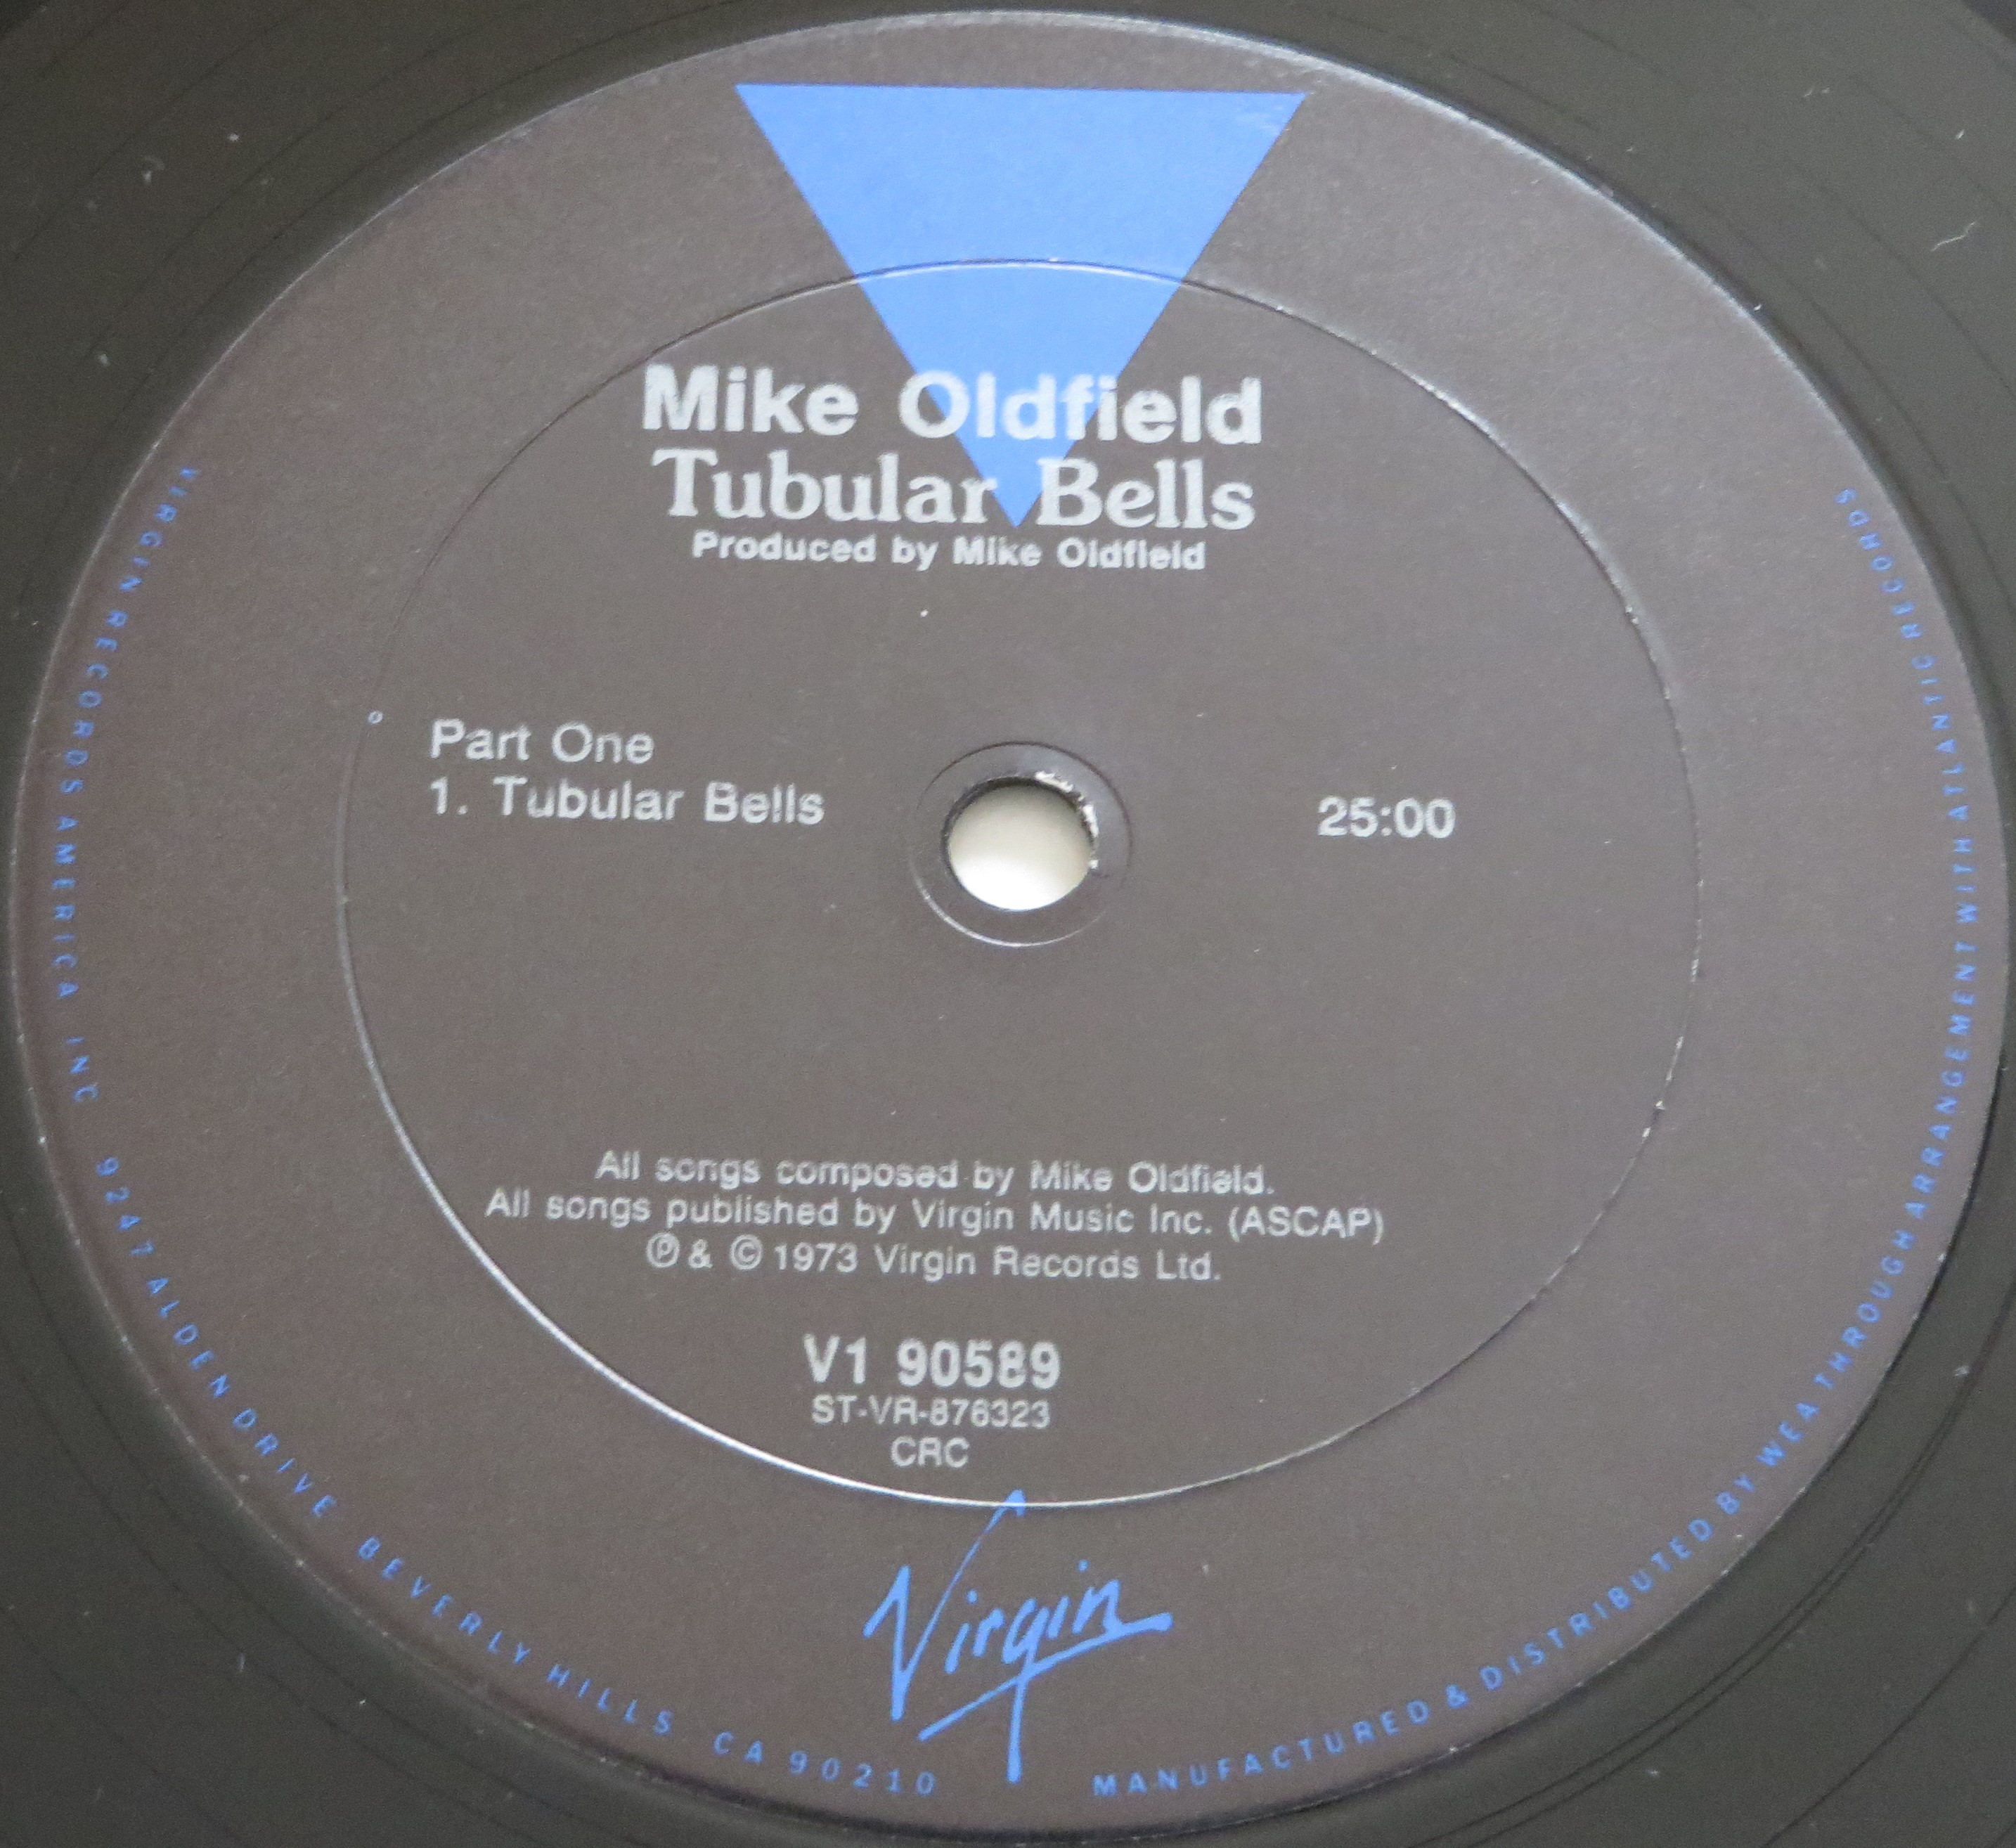 Mike Oldfield
Tubular Bells
Produced by Mike Oldfield
Part One
1. Tubular Bells 25:00
All songs composed by Mike Oldfield.
All songs published by Virgin Music Inc. (ASCAP)
℗ & © 1973 Virgin Records Ltd.
V1 90589
ST-VR-876323
CRC
Virgin
VIRGIN RECORDS AMERICA INC 9247 ALDEN DRIVE BEVERLY HILLS CA 90210
MANUFACTURED & DISTRIBUTED BY WEA THROUGH ARRANGEMENT WITH ATLANTIC RECORDS